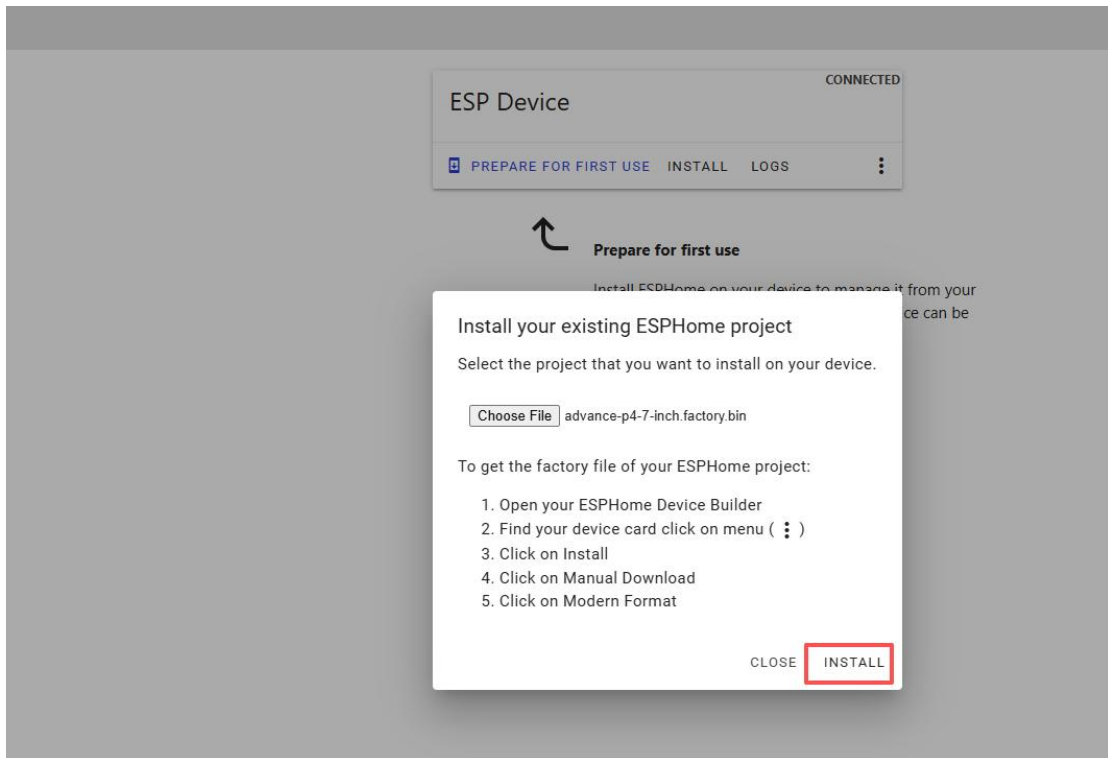 CONNECTED
ESP Device
PREPARE FOR FIRST USE INSTALL LOGS
Prepare for first use
Install ESPHome on your device to manage it from your
ce can be
Install your existing ESPHome project
Select the project that you want to install on your device.
Choose File advance-p4-7-inch.factory.bin
To get the factory file of your ESPHome project:
1. Open your ESPHome Device Builder
2. Find your device card click on menu ( ⋮ )
3. Click on Install
4. Click on Manual Download
5. Click on Modern Format
CLOSE INSTALL